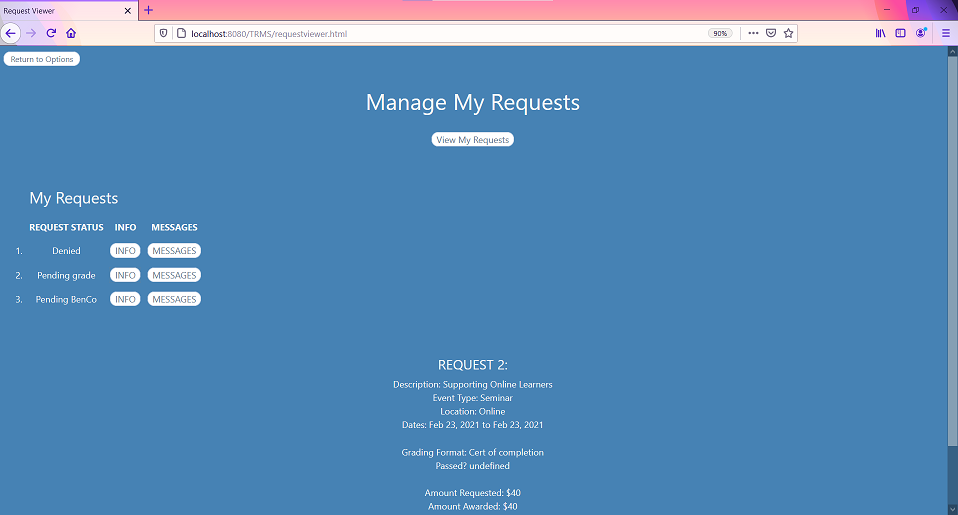 Request Viewer
localhost:8080/TRMS/requestviewer.html
90%
Return to Options
Manage My Requests
View My Requests
My Requests
REQUEST STATUS INFO MESSAGES
1. Denied INFO MESSAGES
2. Pending grade INFO MESSAGES
3. Pending BenCo INFO MESSAGES
REQUEST 2:
Description: Supporting Online Learners
Event Type: Seminar
Location: Online
Dates: Feb 23, 2021 to Feb 23, 2021
Grading Format: Cert of completion
Passed? undefined
Amount Requested: $40
Amount Awarded: $40